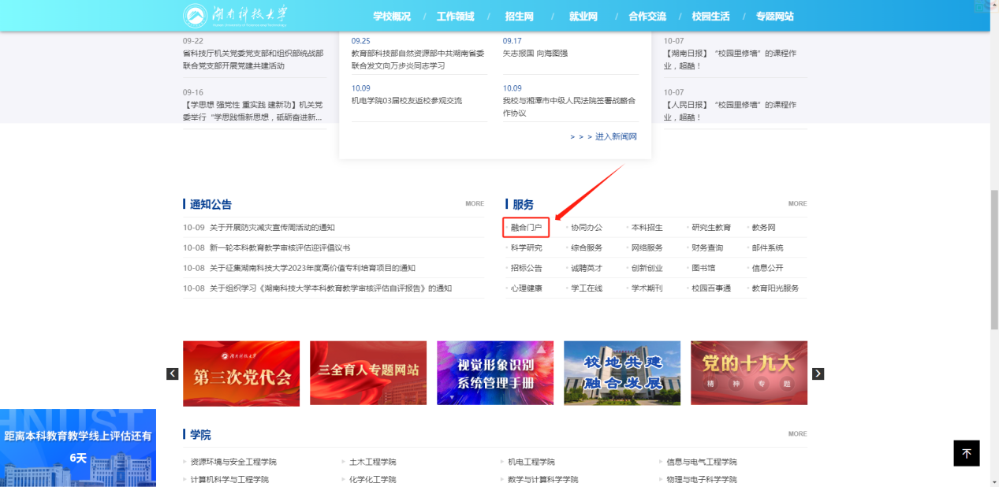 湖南科技大学
Hunan University of Science and Technology
学校概况 / 工作领域 / 招生网 / 就业网 / 合作交流 / 校园生活 / 专题网站
09-22
省科技厅机关党委党支部和组织部统战部
联合党支部开展党建共建活动
09-16
【学思想 强党性 重实践 建新功】机关党
委举行“学思践悟新思想，砥砺奋进新...
09.25
教育部科技部自然资源部中共湖南省委
联合发文向万步炎同志学习
09.17
矢志报国 向海图强
10.09
机电学院03届校友返校参观交流
10.09
我校与湘潭市中级人民法院签署战略合
作协议
> > > 进入新闻网
10-07
【湖南日报】“校园里修墙”的课程作
业，超酷！
10-07
【人民日报】“校园里修墙”的课程作
业，超酷！
通知公告
MORE
10-09 关于开展防灾减灾宣传周活动的通知
10-08 新一轮本科教育教学审核评估迎评倡议书
10-08 关于征集湖南科技大学2023年度高价值专利培育项目的通知
10-08 关于组织学习《湖南科技大学本科教育教学审核评估自评报告》的通知
服务
MORE
融合门户 协同办公 本科招生 研究生教育 教务网
科学研究 综合服务 网络服务 财务查询 邮件系统
招标公告 诚聘英才 创新创业 图书馆 信息公开
心理健康 学工在线 学术期刊 校园百事通 教育阳光服务
湖南科技大学
第三次党代会
三全育人专题网站
视觉形象识别
系统管理手册
校地共建
融合发展
党的十九大
精 神 专 题
HNUST
距离本科教育教学线上评估还有
6天
学院
MORE
资源环境与安全工程学院 土木工程学院 机电工程学院 信息与电气工程学院
计算机科学与工程学院 化学化工学院 数学与计算科学学院 物理与电子科学学院